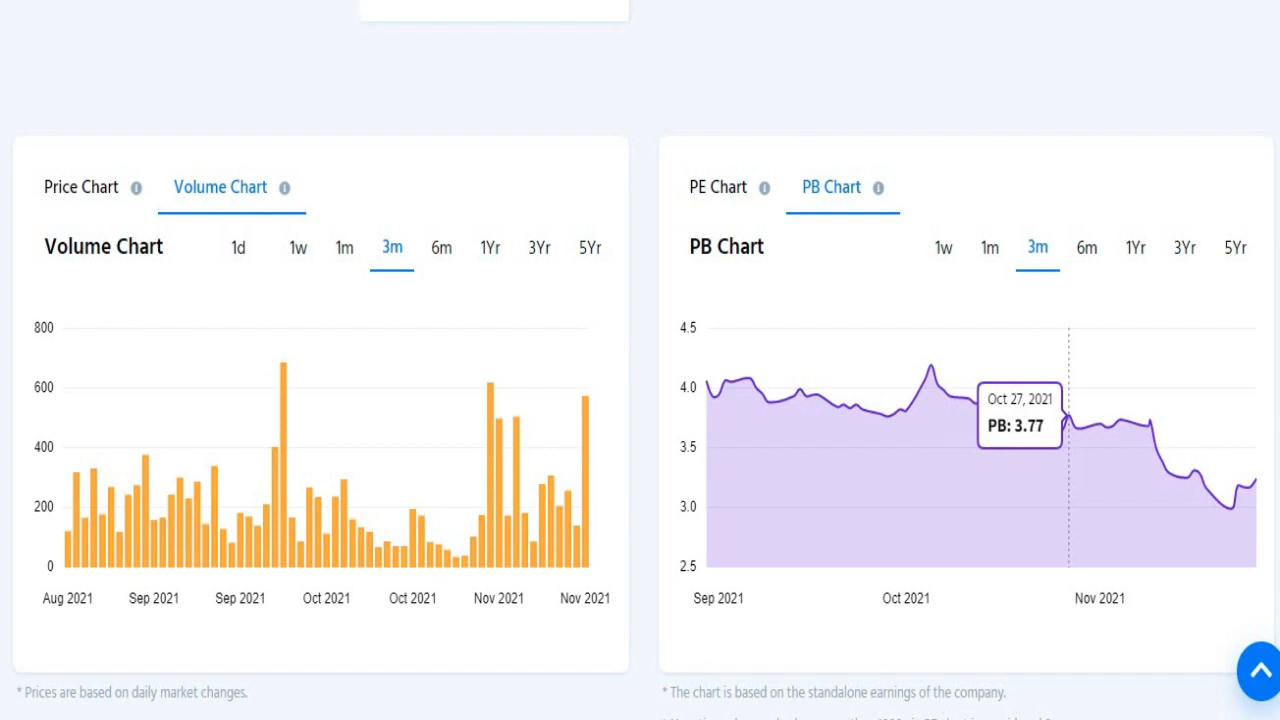 Price Chart Volume Chart
Volume Chart 1d 1w 1m 3m 6m 1Yr 3Yr 5Yr
800
600
400
200
0
Aug 2021 Sep 2021 Sep 2021 Oct 2021 Oct 2021 Nov 2021 Nov 2021
* Prices are based on daily market changes.
PE Chart PB Chart
PB Chart 1w 1m 3m 6m 1Yr 3Yr 5Yr
4.5
4.0
3.5
3.0
2.5
Oct 27, 2021
PB: 3.77
Sep 2021 Oct 2021 Nov 2021
* The chart is based on the standalone earnings of the company.